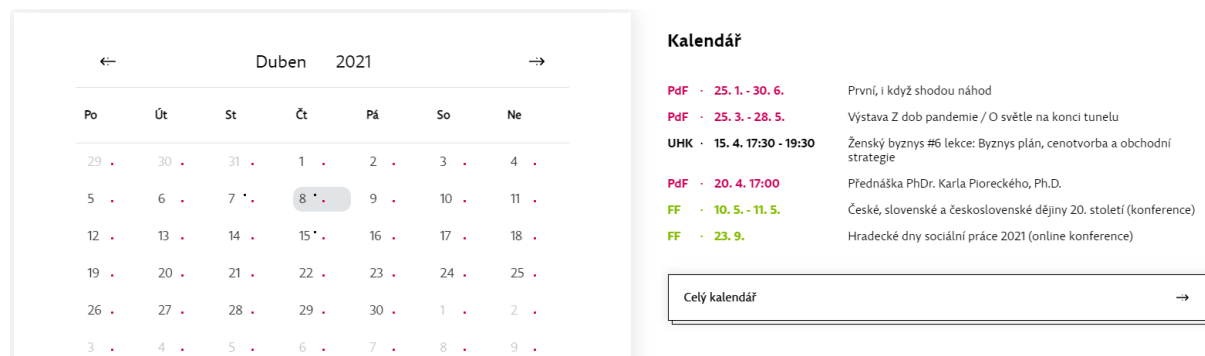 ← Duben 2021 →
Po Út St Čt Pá So Ne
29 30 31 1 2 3 4
5 6 7 8 9 10 11
12 13 14 15 16 17 18
19 20 21 22 23 24 25
26 27 28 29 30 1 2
3 4 5 6 7 8 9
Kalendář
PdF · 25. 1. - 30. 6. První, i když shodou náhod
PdF · 25. 3. - 28. 5. Výstava Z dob pandemie / O světle na konci tunelu
UHK · 15. 4. 17:30 - 19:30 Ženský byznys #6 lekce: Byznys plán, cenotvorba a obchodní
strategie
PdF · 20. 4. 17:00 Přednáška PhDr. Karla Pioreckého, Ph.D.
FF · 10. 5. - 11. 5. České, slovenské a československé dějiny 20. století (konference)
FF · 23. 9. Hradecké dny sociální práce 2021 (online konference)
Celý kalendář →